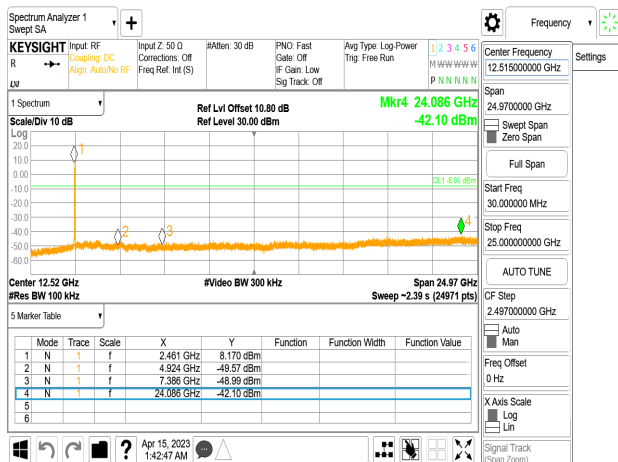 Spectrum Analyzer 1
Swept SA
Frequency
KEYSIGHT
R
Input: RF
Coupling: DC
Align: Auto/No RF
Input Z: 50 Ω
Corrections: Off
Freq Ref: Int (S)
#Atten: 30 dB
PNO: Fast
Gate: Off
IF Gain: Low
Sig Track: Off
Avg Type: Log-Power
Trig: Free Run
1 2 3 4 5 6
M W W W W W
P N N N N N
1 Spectrum
Scale/Div 10 dB
Ref Lvl Offset 10.80 dB
Ref Level 30.00 dBm
Mkr4 24.086 GHz
-42.10 dBm
Log
20.0
10.0
0.00
-10.0
-20.0
-30.0
-40.0
-50.0
-60.0
1
2
3
4
DL1 -8.06 dBm
Center 12.52 GHz
#Video BW 300 kHz
Span 24.97 GHz
#Res BW 100 kHz
Sweep ~2.39 s (24971 pts)
5 Marker Table
Mode Trace Scale X Y Function Function Width Function Value
1 N 1 f 2.461 GHz 8.170 dBm
2 N 1 f 4.924 GHz -49.57 dBm
3 N 1 f 7.386 GHz -48.99 dBm
4 N 1 f 24.086 GHz -42.10 dBm
5
6
?
Apr 15, 2023
1:42:47 AM
Center Frequency
12.515000000 GHz
Settings
Span
24.9700000 GHz
Swept Span
Zero Span
Full Span
Start Freq
30.000000 MHz
Stop Freq
25.000000000 GHz
AUTO TUNE
CF Step
2.497000000 GHz
Auto
Man
Freq Offset
0 Hz
X Axis Scale
Log
Lin
Signal Track
(Span Zoom)